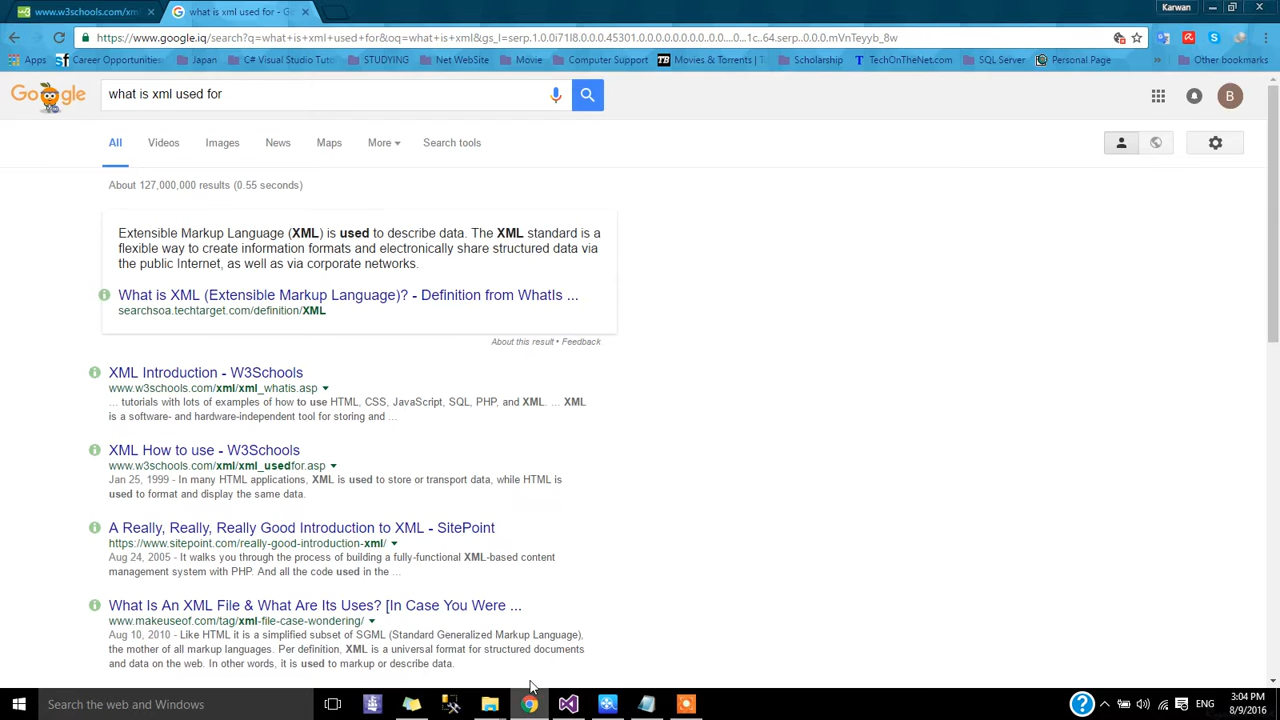 www.w3schools.com/xm
what is xml used for - G
Karwan
https://www.google.iq/search?q=what+is+xml+used+for&oq=what+is+xml&gs_l=serp.1.0.0i71l8.0.0.0.45301.0.0.0.0.0.0.0.0..0.0....0...1c..64.serp..0.0.0.mVnTeyyb_8w
Apps Career Opportunities Japan C# Visual Studio Tuto STUDYING Net WebSite Movie Computer Support Movies & Torrents | T Scholarship TechOnTheNet.com SQL Server Personal Page » Other bookmarks
Google what is xml used for B
All Videos Images News Maps More Search tools
About 127,000,000 results (0.55 seconds)
Extensible Markup Language (XML) is used to describe data. The XML standard is a
flexible way to create information formats and electronically share structured data via
the public Internet, as well as via corporate networks.
What is XML (Extensible Markup Language)? - Definition from WhatIs ...
searchsoa.techtarget.com/definition/XML
About this result • Feedback
XML Introduction - W3Schools
www.w3schools.com/xml/xml_whatis.asp
... tutorials with lots of examples of how to use HTML, CSS, JavaScript, SQL, PHP, and XML. ... XML
is a software- and hardware-independent tool for storing and ...
XML How to use - W3Schools
www.w3schools.com/xml/xml_usedfor.asp
Jan 25, 1999 - In many HTML applications, XML is used to store or transport data, while HTML is
used to format and display the same data.
A Really, Really, Really Good Introduction to XML - SitePoint
https://www.sitepoint.com/really-good-introduction-xml/
Aug 24, 2005 - It walks you through the process of building a fully-functional XML-based content
management system with PHP. And all the code used in the ...
What Is An XML File & What Are Its Uses? [In Case You Were ...
www.makeuseof.com/tag/xml-file-case-wondering/
Aug 10, 2010 - Like HTML it is a simplified subset of SGML (Standard Generalized Markup Language),
the mother of all markup languages. Per definition, XML is a universal format for structured documents
and data on the web. In other words, it is used to markup or describe data.
Search the web and Windows
ENG
3:04 PM
8/9/2016